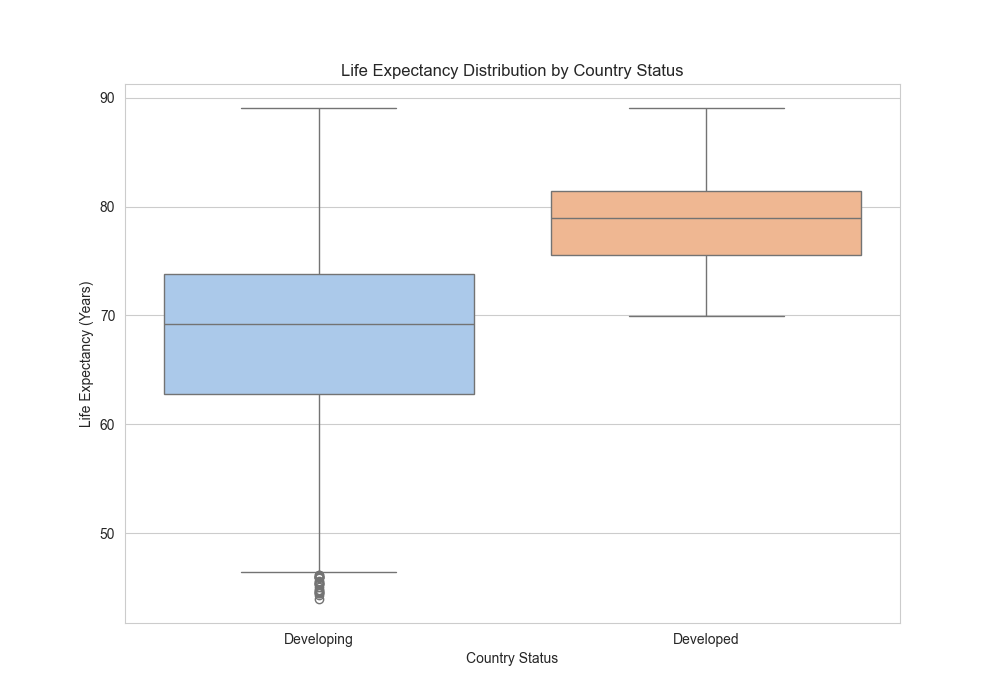 Life Expectancy Distribution by Country Status
Life Expectancy (Years)
90
80
70
60
50
Developing
Developed
Country Status